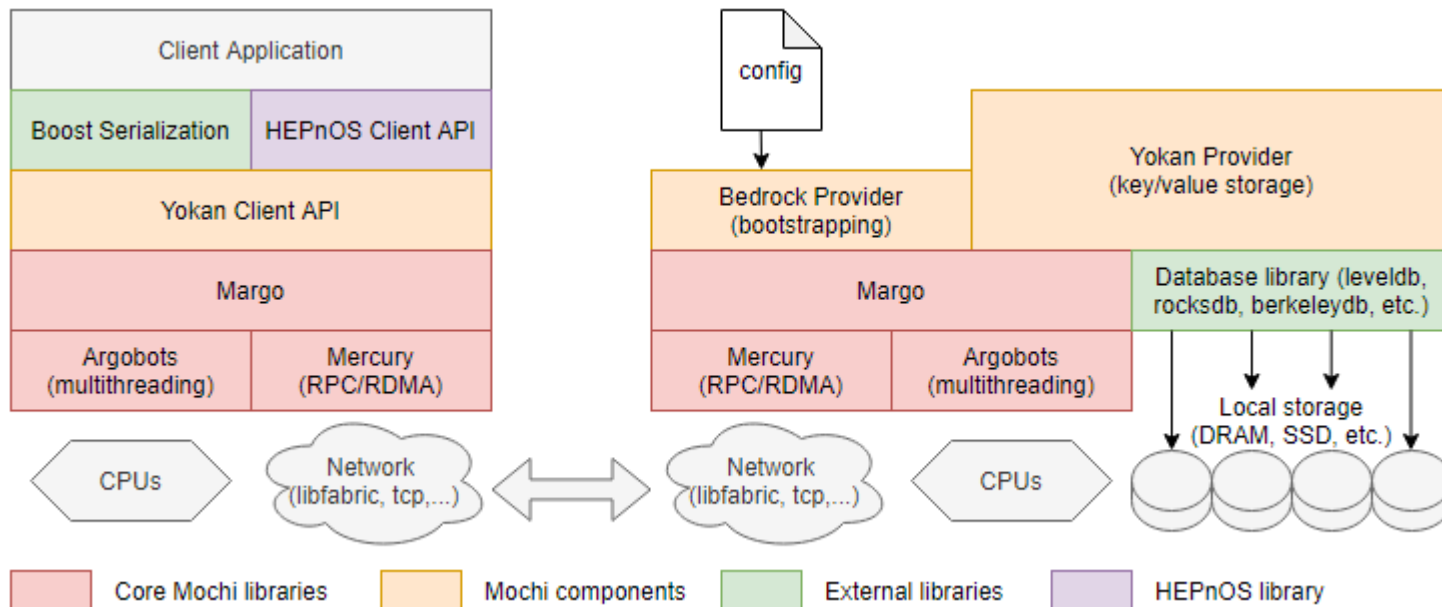 Client Application
Boost Serialization
HEPnOS Client API
Yokan Client API
Margo
Argobots
(multithreading)
Mercury
(RPC/RDMA)
CPUs
Network
(libfabric, tcp,...)
config
Bedrock Provider
(bootstrapping)
Yokan Provider
(key/value storage)
Margo
Database library (leveldb,
rocksdb, berkeleydb, etc.)
Mercury
(RPC/RDMA)
Argobots
(multithreading)
Local storage
(DRAM, SSD, etc.)
Network
(libfabric, tcp,...)
CPUs
Core Mochi libraries
Mochi components
External libraries
HEPnOS library